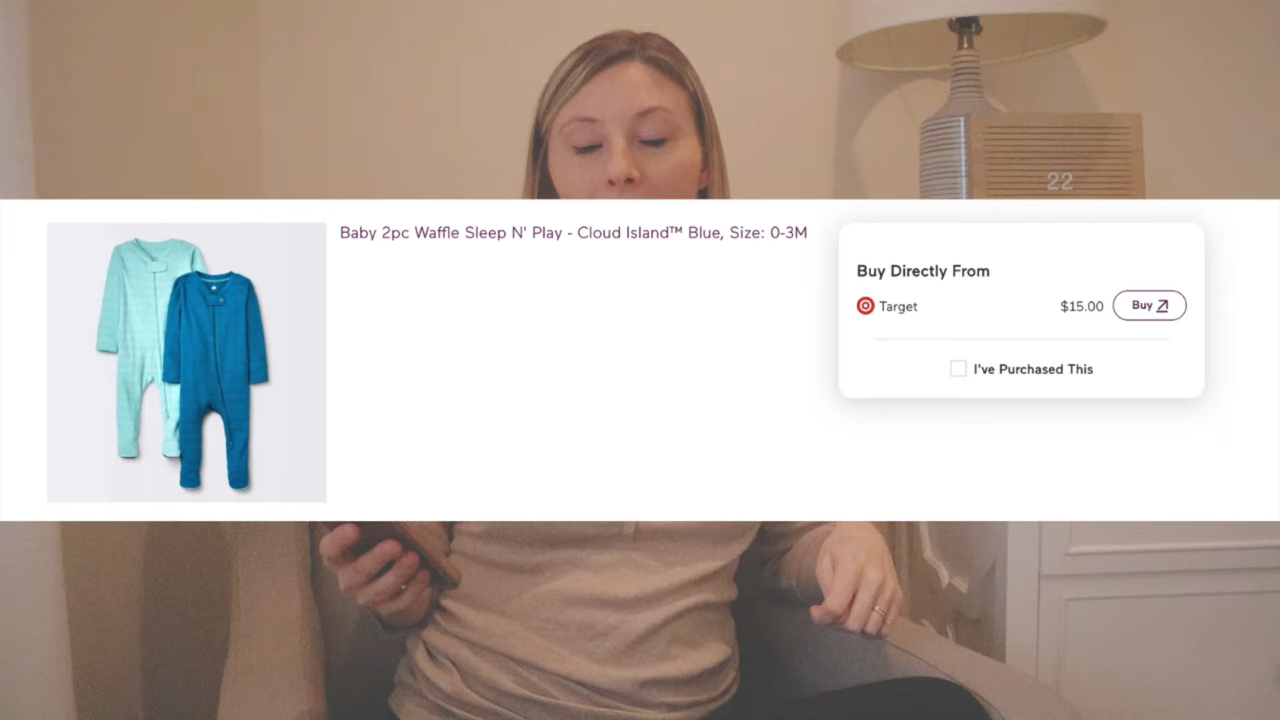 22
Baby 2pc Waffle Sleep N' Play - Cloud Island™ Blue, Size: 0-3M
Buy Directly From
Target
$15.00
Buy
I've Purchased This